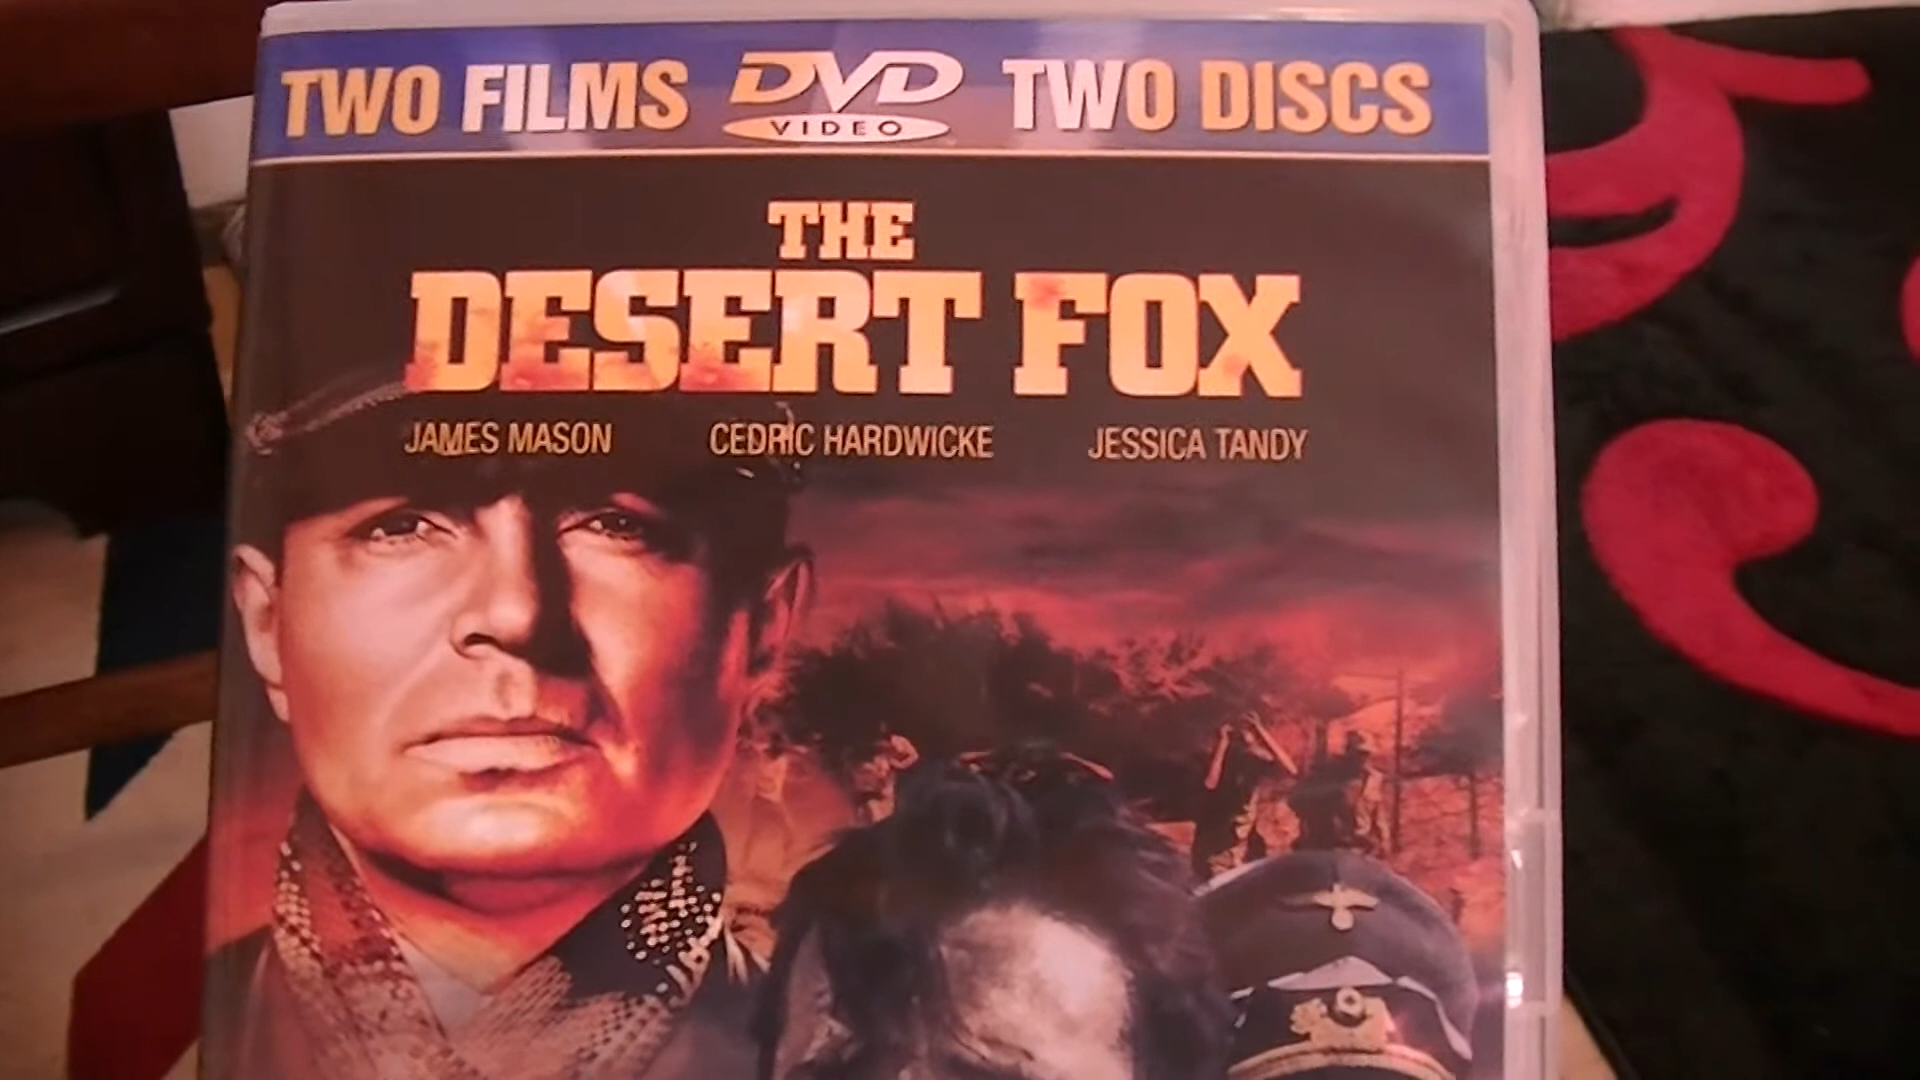 TWO FILMS DVD VIDEO TWO DISCS
THE
DESERT FOX
JAMES MASON CEDRIC HARDWICKE JESSICA TANDY